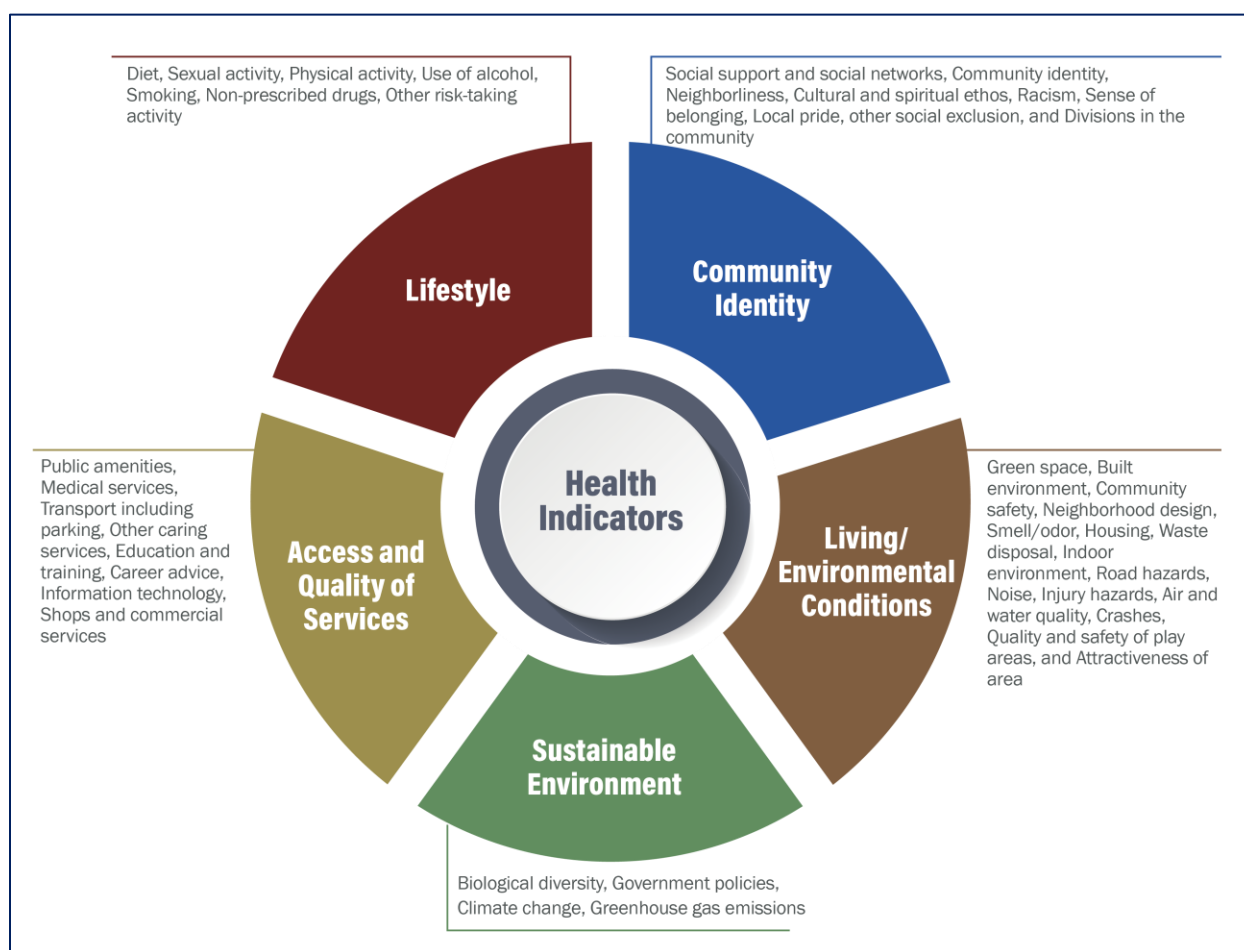 Diet, Sexual activity, Physical activity, Use of alcohol,
Smoking, Non-prescribed drugs, Other risk-taking
activity
Social support and social networks, Community identity,
Neighborliness, Cultural and spiritual ethos, Racism, Sense of
belonging, Local pride, other social exclusion, and Divisions in the
community
Lifestyle
Community
Identity
Public amenities,
Medical services,
Transport including
parking, Other caring
services, Education and
training, Career advice,
Information technology,
Shops and commercial
services
Access and
Quality of
Services
Health
Indicators
Living/
Environmental
Conditions
Green space, Built
environment, Community
safety, Neighborhood design,
Smell/odor, Housing, Waste
disposal, Indoor
environment, Road hazards,
Noise, Injury hazards, Air and
water quality, Crashes,
Quality and safety of play
areas, and Attractiveness of
area
Sustainable
Environment
Biological diversity, Government policies,
Climate change, Greenhouse gas emissions